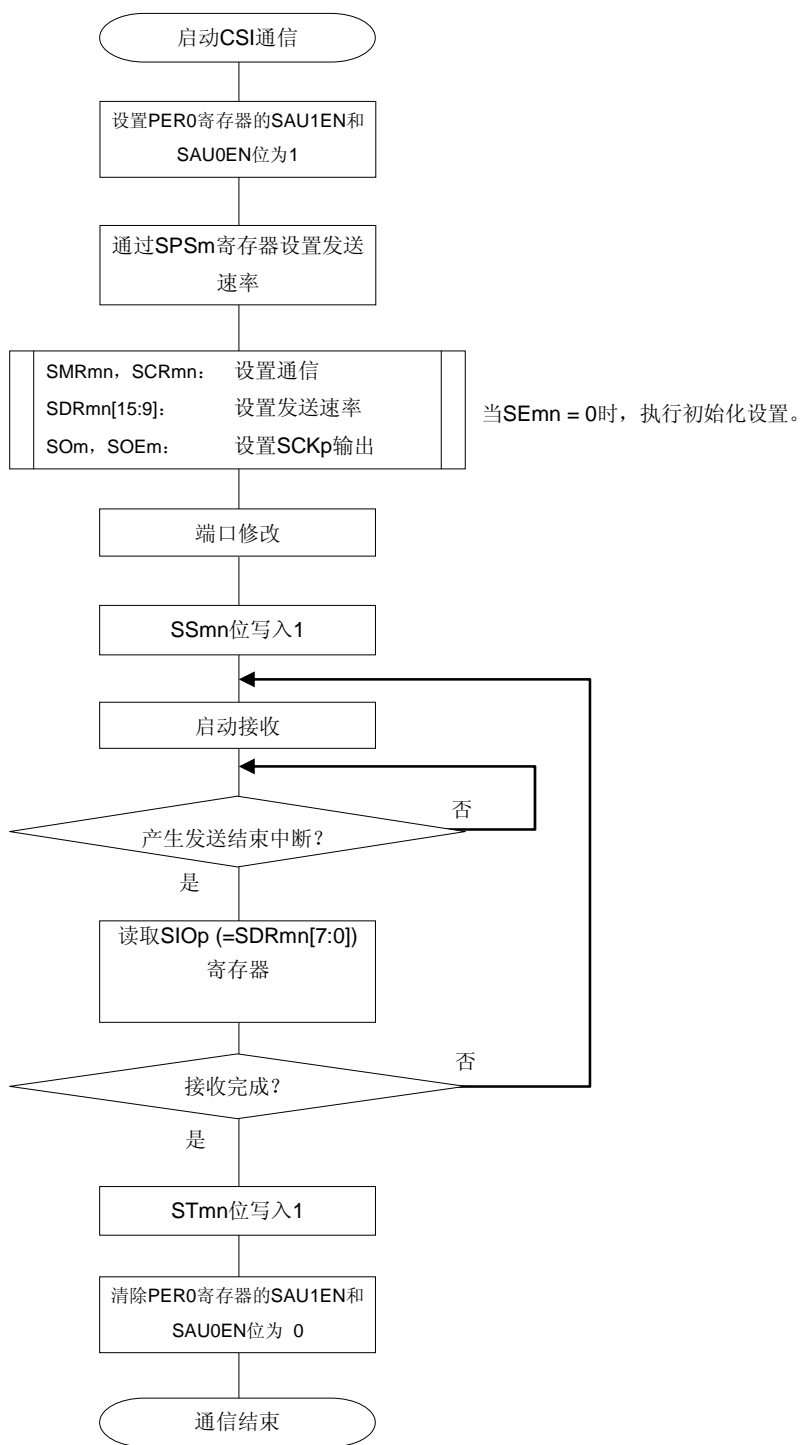 启动CSI通信
设置PER0寄存器的SAU1EN和
SAU0EN位为1
通过SPSm寄存器设置发送
速率
SMRmn，SCRmn： 设置通信
SDRmn[15:9]： 设置发送速率
SOm，SOEm： 设置SCKp输出
当SEmn = 0时，执行初始化设置。
端口修改
SSmn位写入1
启动接收
否
产生发送结束中断？
是
读取SIOp (=SDRmn[7:0])
寄存器
否
接收完成？
是
STmn位写入1
清除PER0寄存器的SAU1EN和
SAU0EN位为 0
通信结束